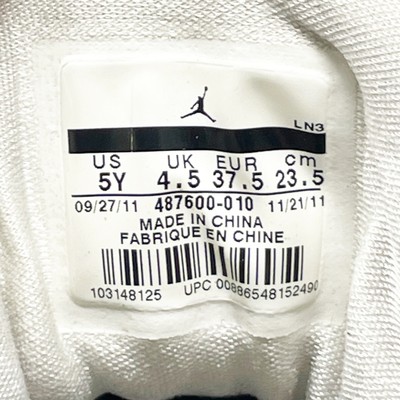 LN3
US UK EUR cm
5Y 4.5 37.5 23.5
09/27/11 487600-010 11/21/11
MADE IN CHINA
FABRIQUE EN CHINE
103148125 UPC 00886548152490